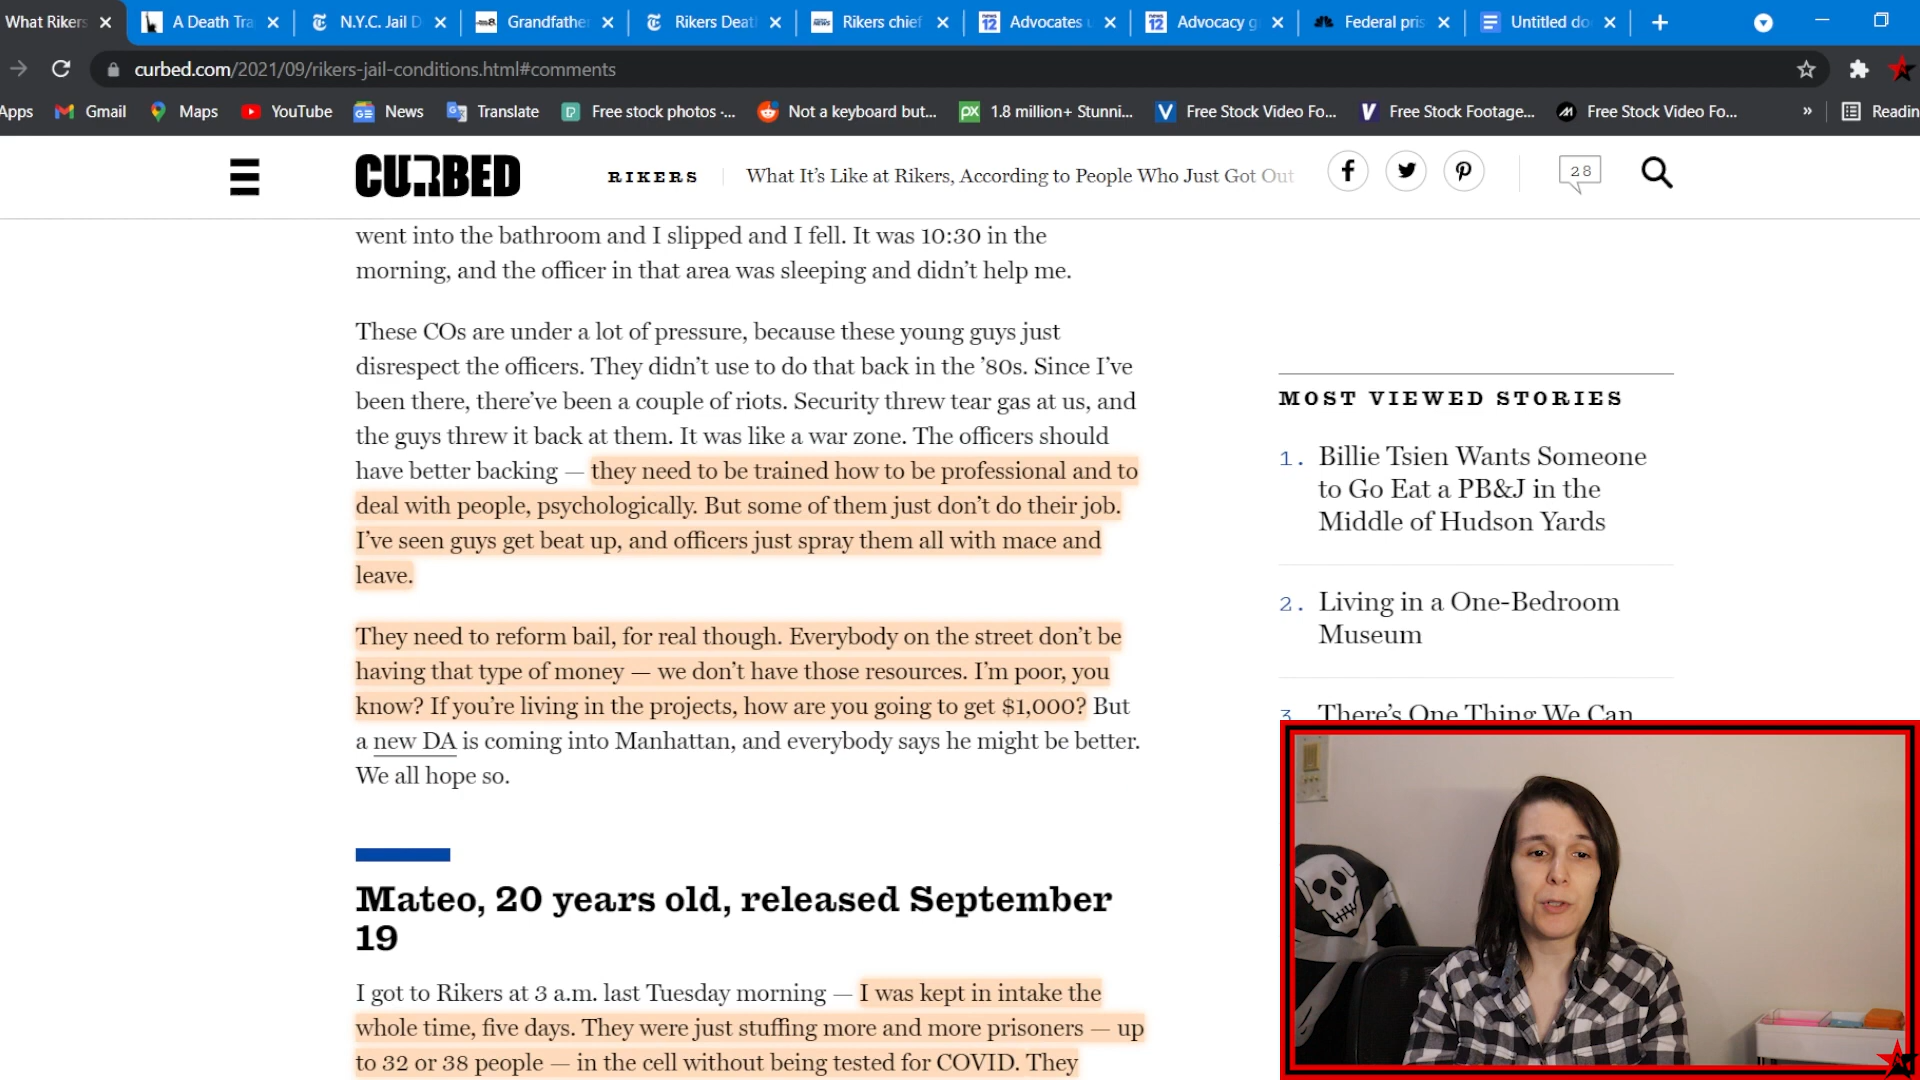 What Rikers
A Death Tra
N.Y.C. Jail D
Grandfather
Rikers Deat
Rikers chief
Advocates u
Advocacy g
Federal pris
Untitled do
curbed.com/2021/09/rikers-jail-conditions.html#comments
Apps
Gmail
Maps
YouTube
News
Translate
Free stock photos ·...
Not a keyboard but...
1.8 million+ Stunni...
Free Stock Video Fo...
Free Stock Footage...
Free Stock Video Fo...
»
Readin
CURBED
RIKERS
What It’s Like at Rikers, According to People Who Just Got Out
28
went into the bathroom and I slipped and I fell. It was 10:30 in the
morning, and the officer in that area was sleeping and didn’t help me.
These COs are under a lot of pressure, because these young guys just
disrespect the officers. They didn’t use to do that back in the ’80s. Since I’ve
been there, there’ve been a couple of riots. Security threw tear gas at us, and
the guys threw it back at them. It was like a war zone. The officers should
have better backing — they need to be trained how to be professional and to
deal with people, psychologically. But some of them just don’t do their job.
I’ve seen guys get beat up, and officers just spray them all with mace and
leave.
They need to reform bail, for real though. Everybody on the street don’t be
having that type of money — we don’t have those resources. I’m poor, you
know? If you’re living in the projects, how are you going to get $1,000? But
a new DA is coming into Manhattan, and everybody says he might be better.
We all hope so.
Mateo, 20 years old, released September
19
I got to Rikers at 3 a.m. last Tuesday morning — I was kept in intake the
whole time, five days. They were just stuffing more and more prisoners — up
to 32 or 38 people — in the cell without being tested for COVID. They
MOST VIEWED STORIES
1. Billie Tsien Wants Someone
to Go Eat a PB&J in the
Middle of Hudson Yards
2. Living in a One-Bedroom
Museum
3. There’s One Thing We Can